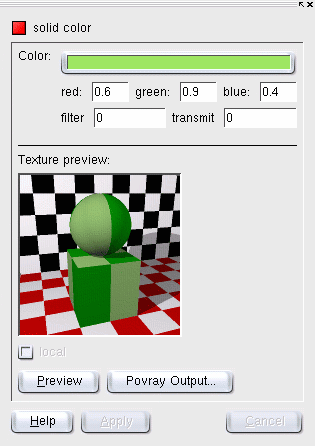 solid color
Color:
red: 0.6 green: 0.9 blue: 0.4
filter 0 transmit 0
Texture preview:
local
Preview Povray Output...
Help Apply Cancel